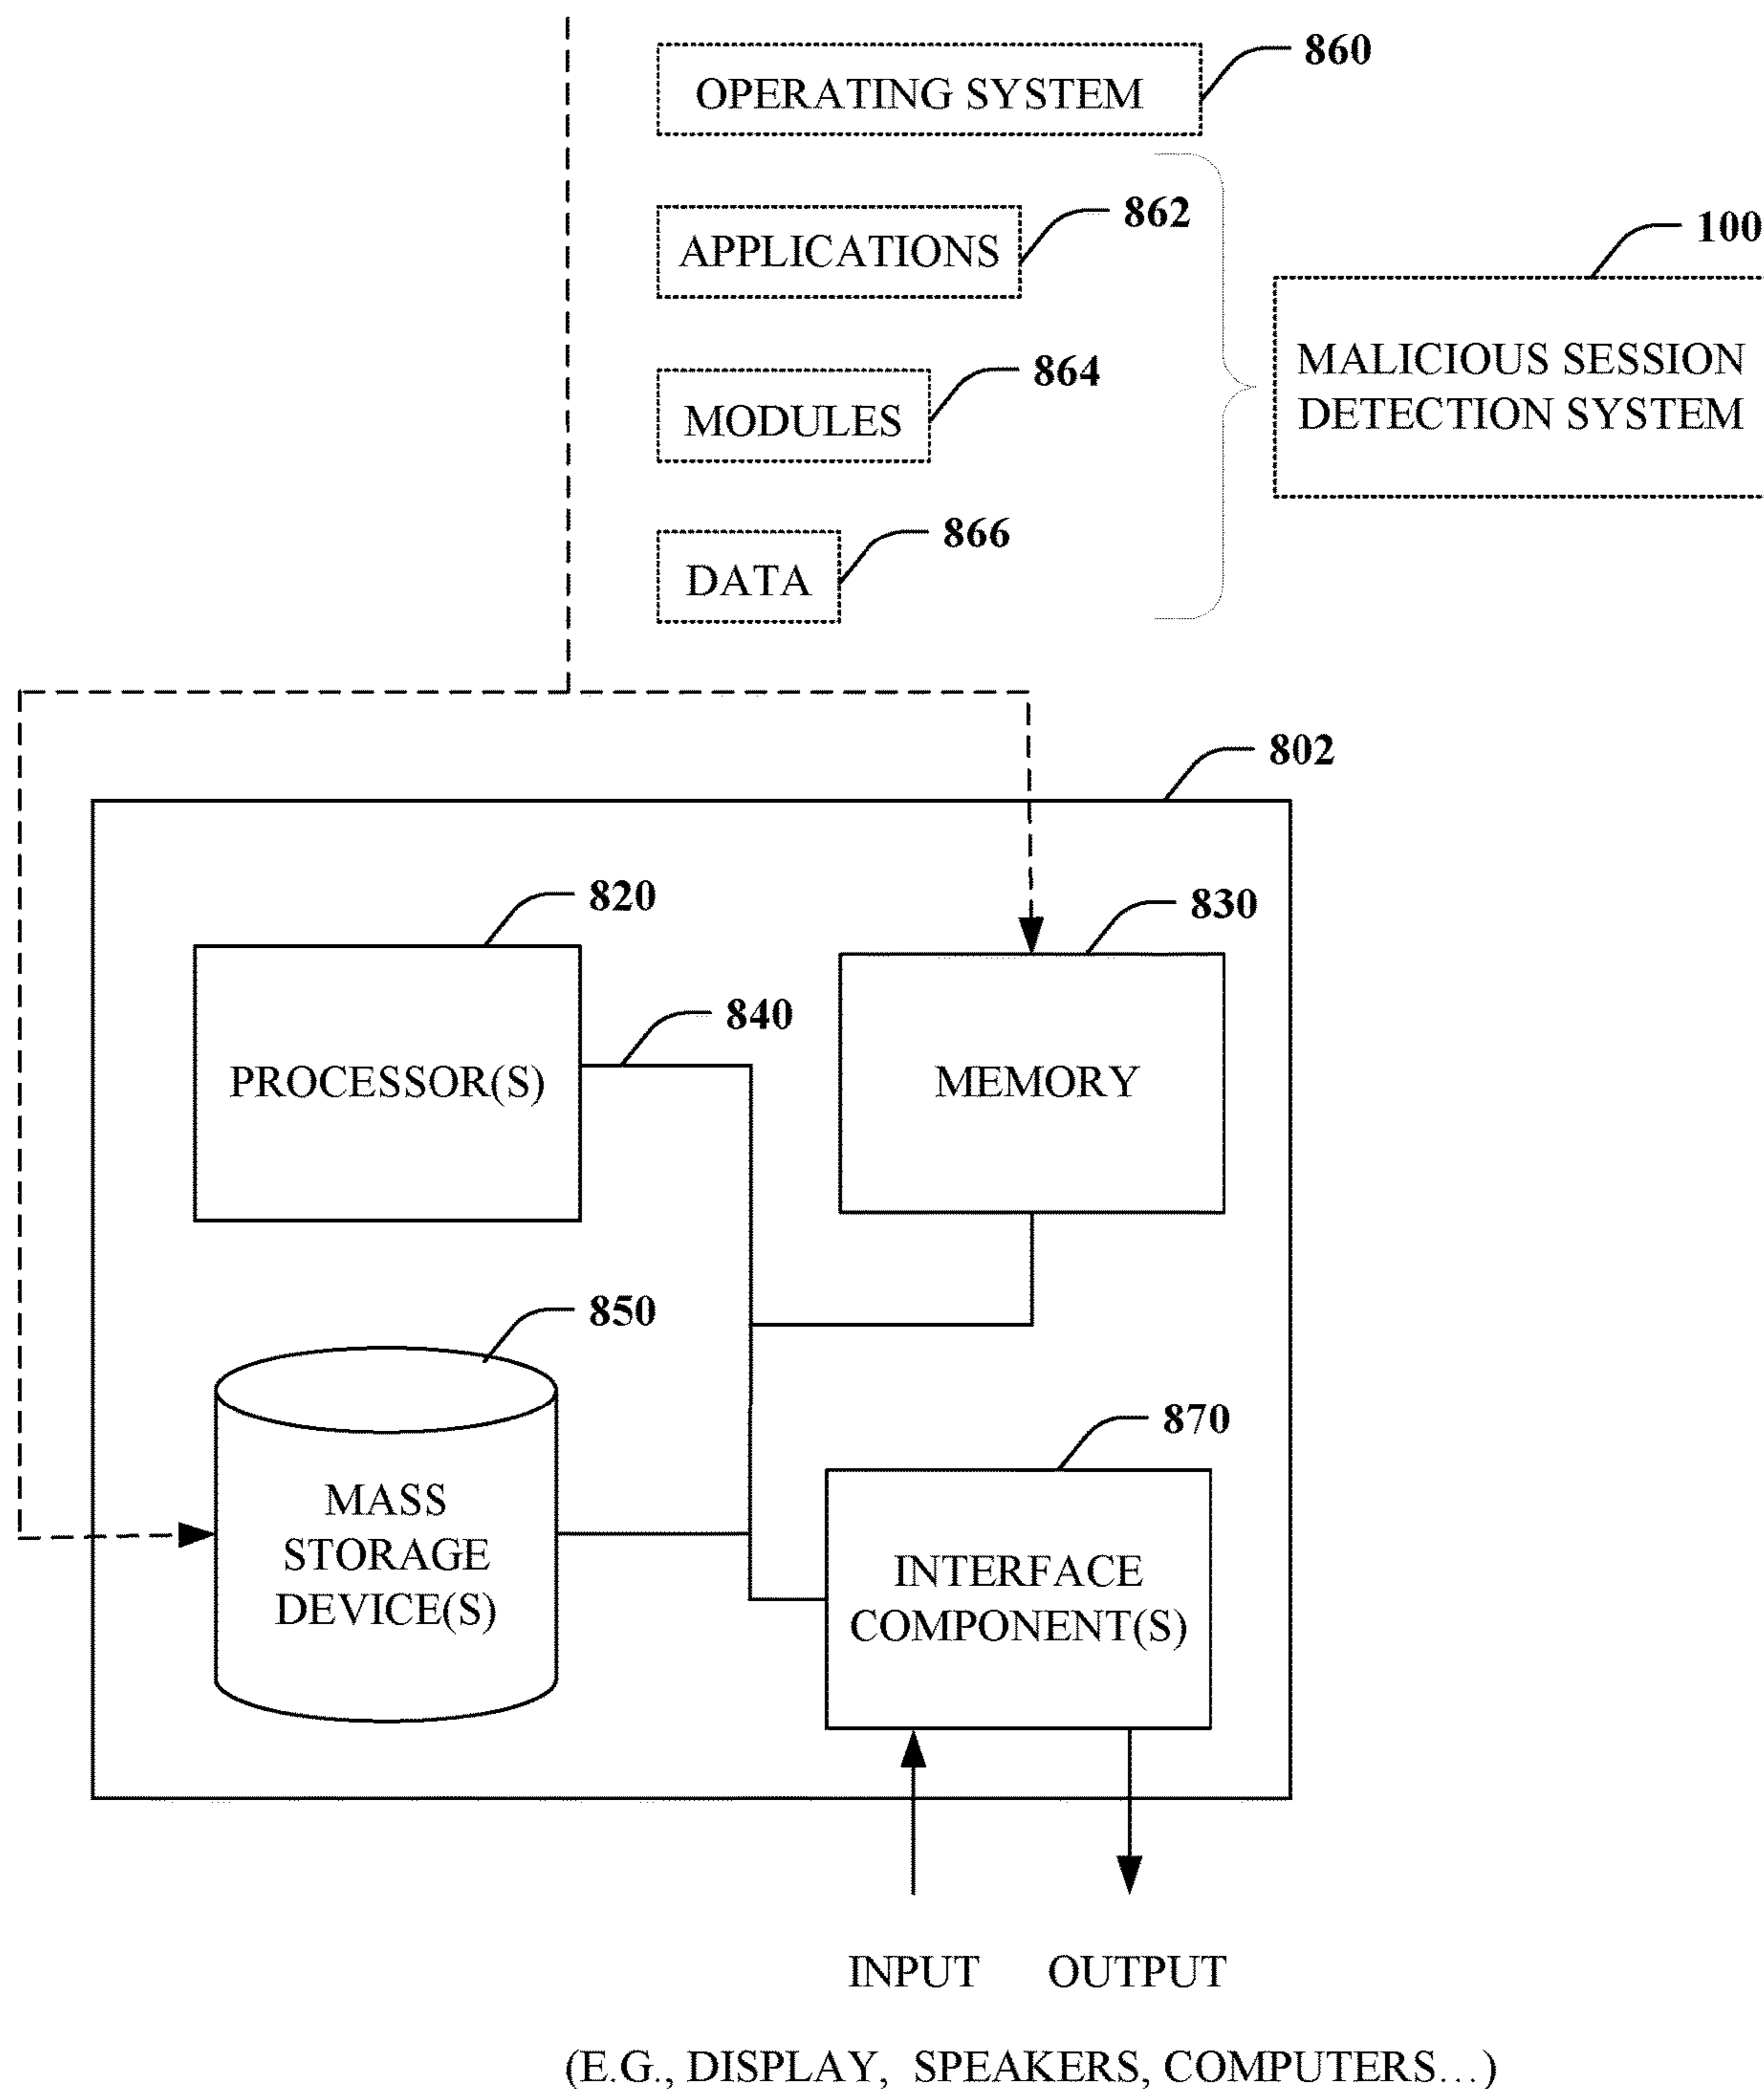 860
OPERATING SYSTEM
862
APPLICATIONS
100
MALICIOUS SESSION
DETECTION SYSTEM
864
MODULES
866
DATA
802
820
PROCESSOR(S)
830
MEMORY
840
850
MASS
STORAGE
DEVICE(S)
870
INTERFACE
COMPONENT(S)
INPUT
OUTPUT
(E.G., DISPLAY, SPEAKERS, COMPUTERS…)